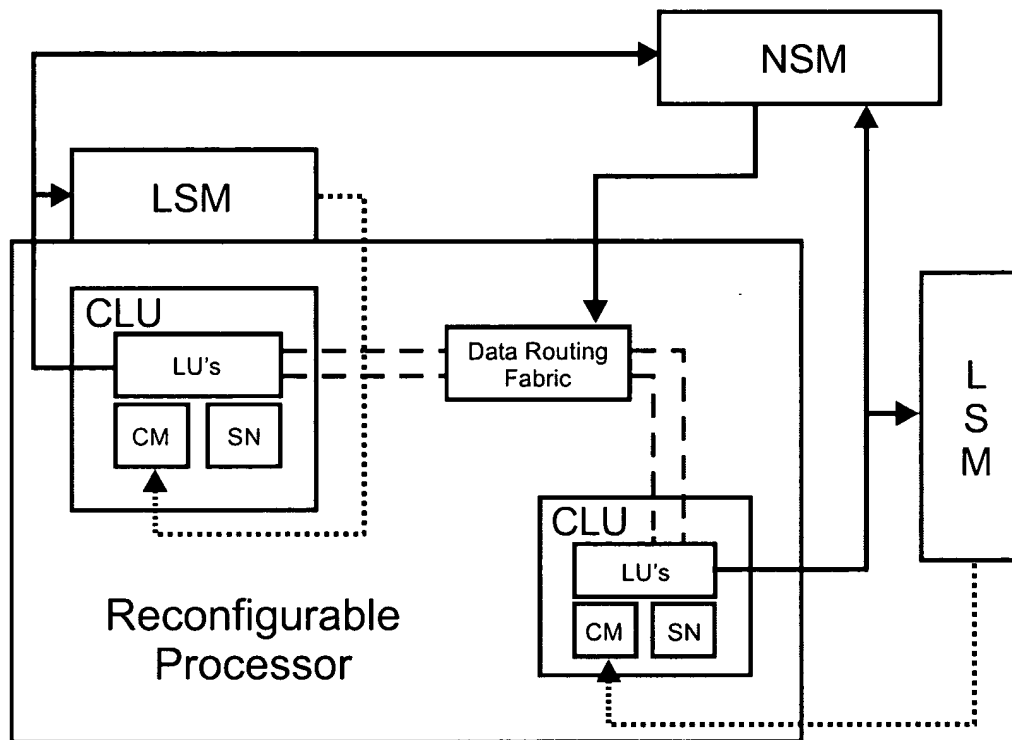 NSM
LSM
CLU
LU's
CM
SN
Data Routing
Fabric
L
S
M
CLU
LU's
CM
SN
Reconfigurable
Processor